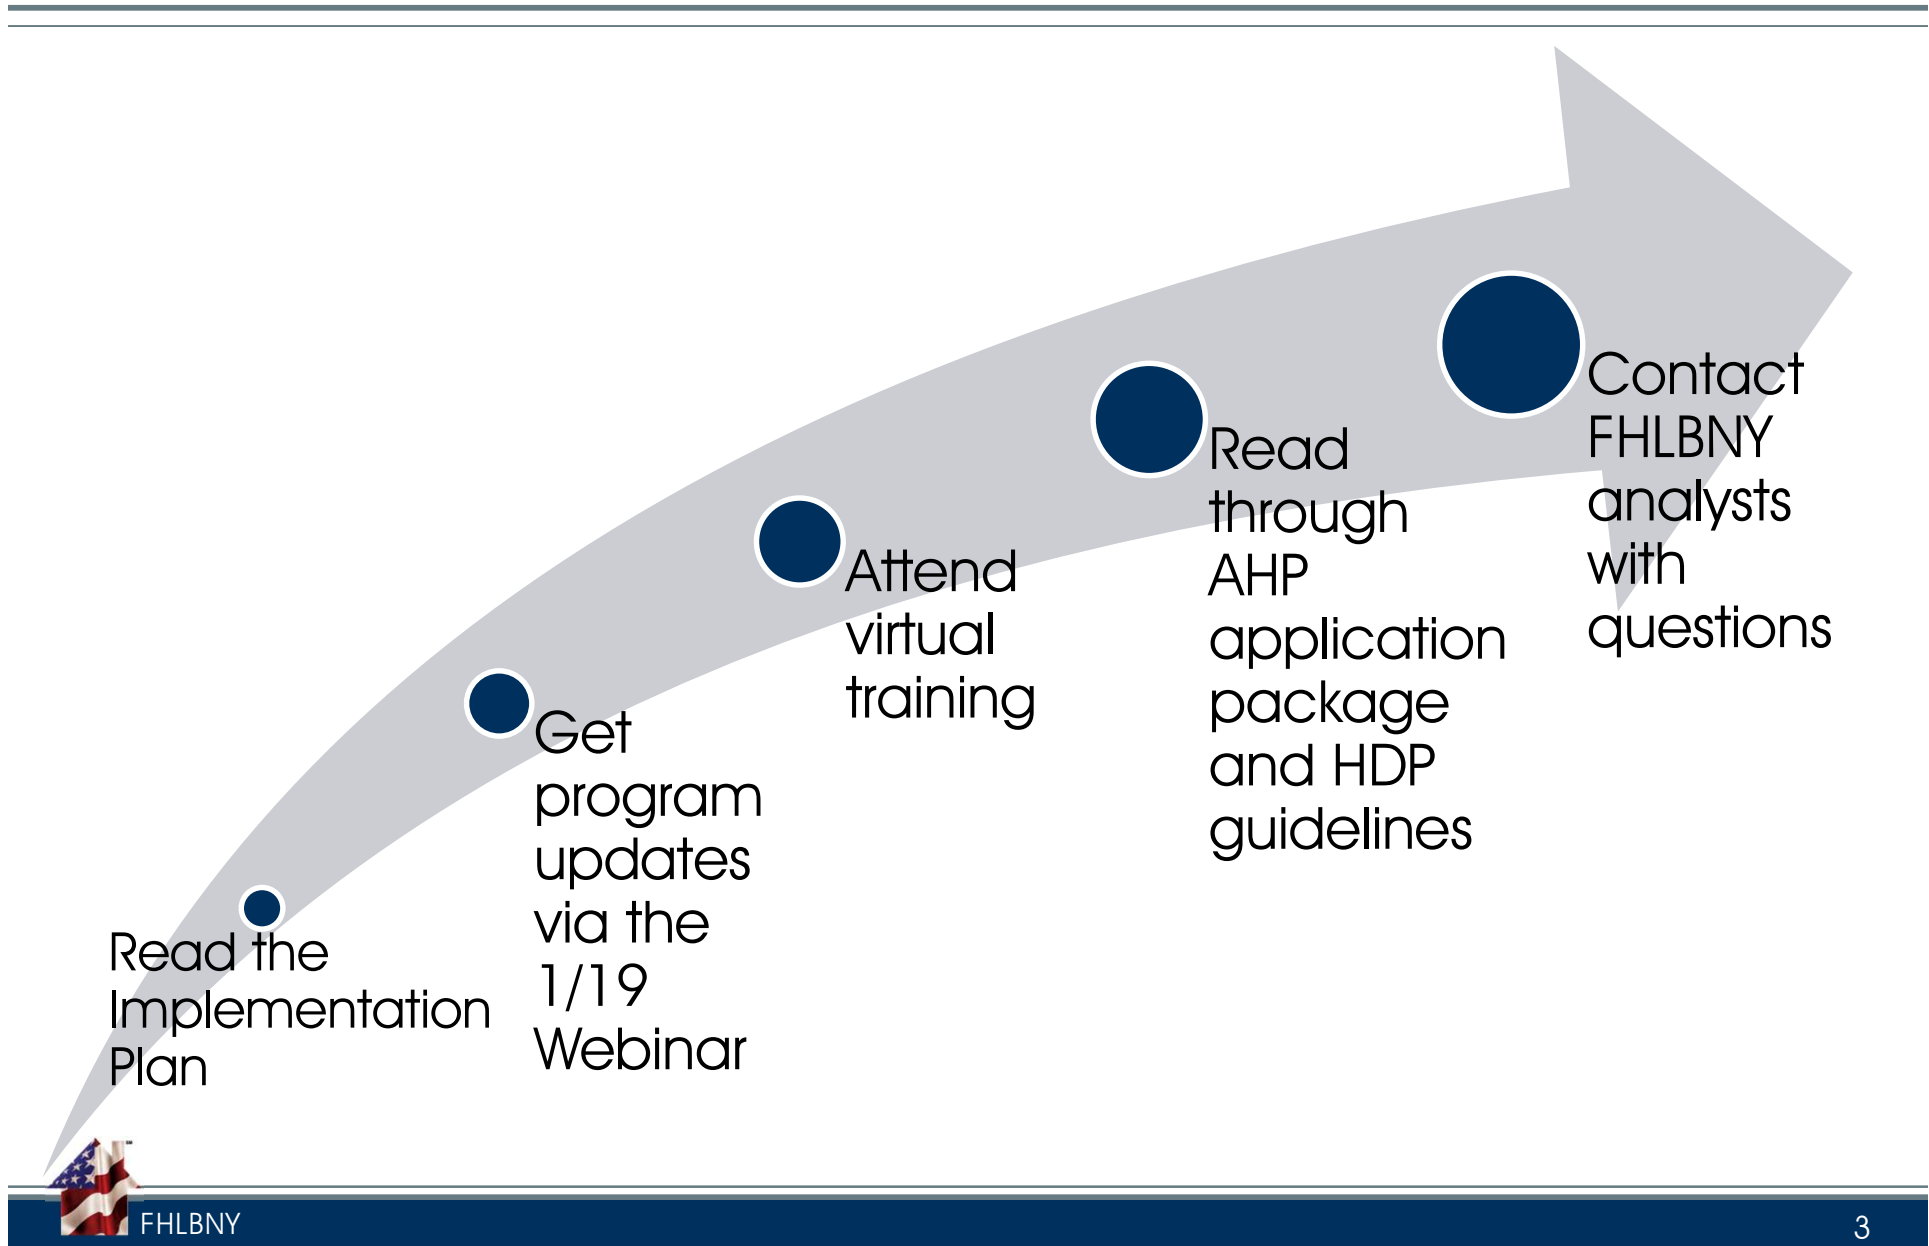 Read the
Implementation
Plan
Get
program
updates
via the
1/19
Webinar
Attend
virtual
training
Read
through
AHP
application
package
and HDP
guidelines
Contact
FHLBNY
analysts
with
questions
SM
FHLBNY
3